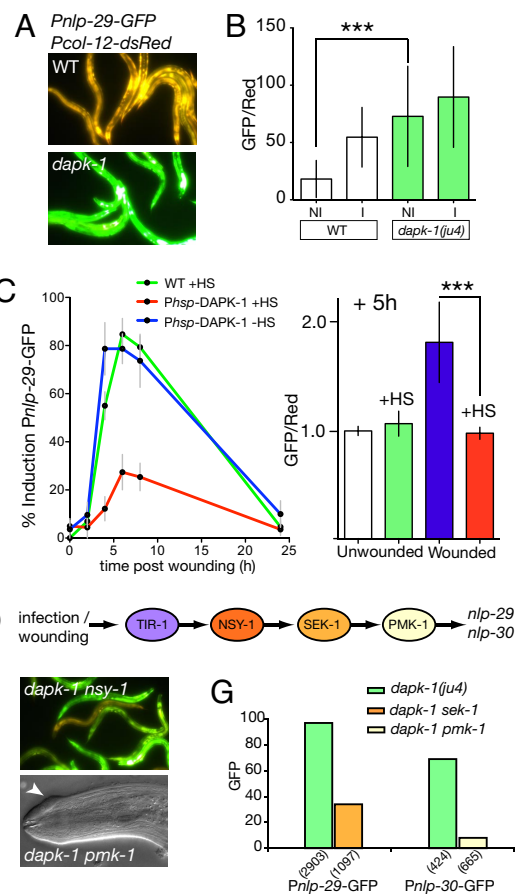 A
Pnlp-29-GFP
Pcol-12-dsRed
WT
dapk-1
B
***
GFP/Red
150
100
50
0
NI
I
NI
I
WT
dapk-1(ju4)
C
WT +HS
Phsp-DAPK-1 +HS
Phsp-DAPK-1 -HS
% Induction Pnlp-29-GFP
100
80
60
40
20
0
0
5
10
15
20
25
time post wounding (h)
+ 5h
***
GFP/Red
2.0
1.0
+HS
+HS
Unwounded
Wounded
infection /
wounding
TIR-1
NSY-1
SEK-1
PMK-1
nlp-29
nlp-30
dapk-1 nsy-1
dapk-1 pmk-1
G
dapk-1(ju4)
dapk-1 sek-1
dapk-1 pmk-1
GFP
100
80
60
40
20
0
(2903)
(1097)
(424)
(665)
Pnlp-29-GFP
Pnlp-30-GFP